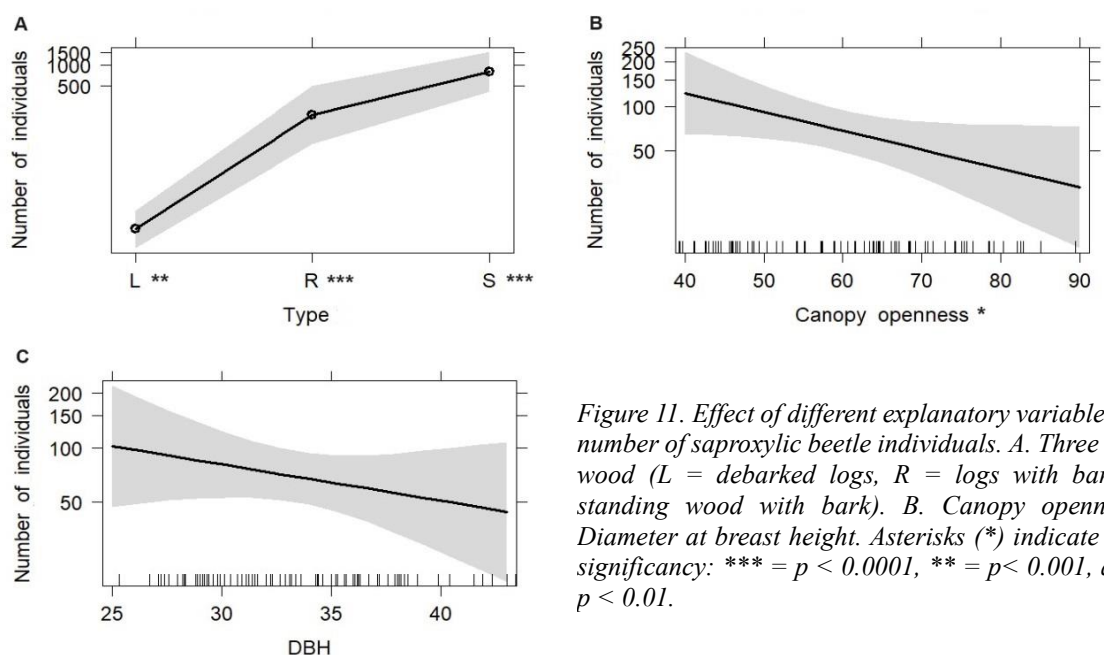 A
Number of individuals
1500
1000
500
L ** R *** S ***
Type
B
Number of individuals
250
200
150
100
50
40 50 60 70 80 90
Canopy openness *
C
Number of individuals
200
150
100
50
25 30 35 40
DBH
Figure 11. Effect of different explanatory variable
number of saproxylic beetle individuals. A. Three
wood (L = debarked logs, R = logs with bar
standing wood with bark). B. Canopy openn
Diameter at breast height. Asterisks (*) indicate
significancy: *** = p < 0.0001, ** = p< 0.001,
p < 0.01.